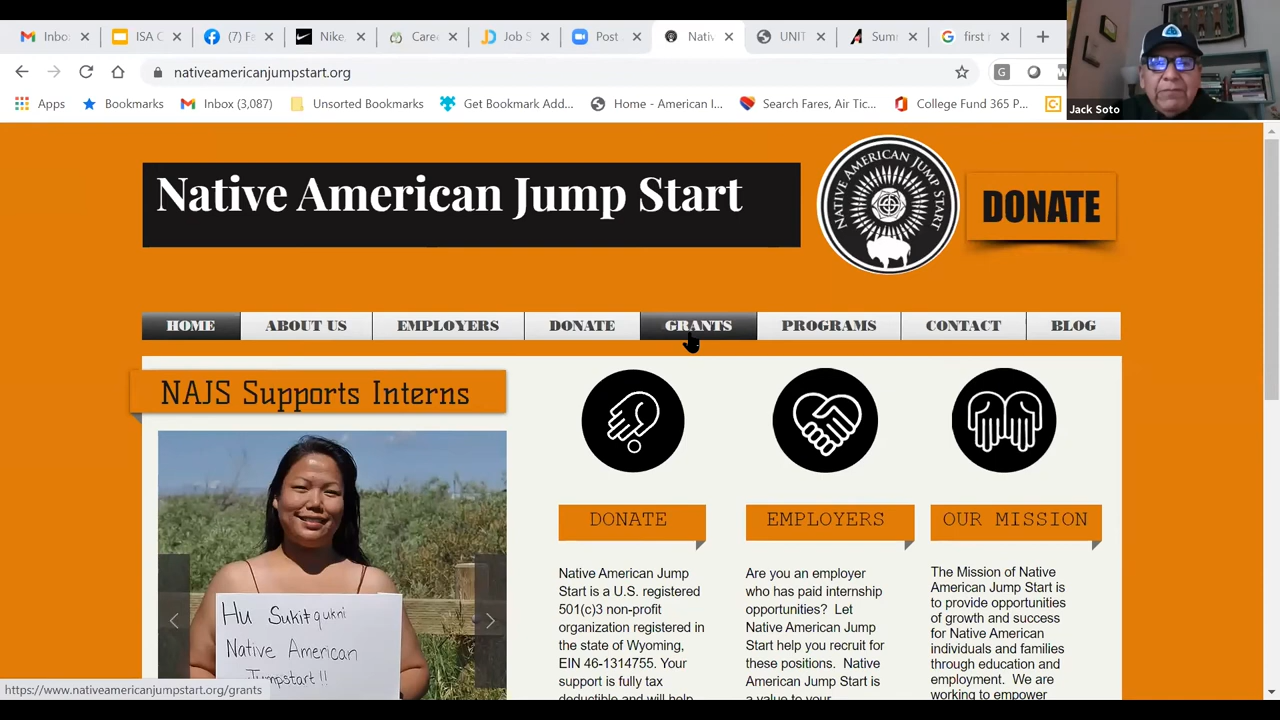 Inbo
ISA C
(7) Fa
Nike.
Caree
Job S
Post
Nativ
UNIT
Sum
first
nativeamericanjumpstart.org
Apps
Bookmarks
Inbox (3,087)
Unsorted Bookmarks
Get Bookmark Add...
Home - American I...
Search Fares, Air Tic...
College Fund 365 P...
Jack Soto
Native American Jump Start
NATIVE AMERICAN JUMP START
DONATE
HOME
ABOUT US
EMPLOYERS
DONATE
GRANTS
PROGRAMS
CONTACT
BLOG
NAJS Supports Interns
Hu Sukitqukni
Native American
Jumpstart!!
DONATE
Native American Jump
Start is a U.S. registered
501(c)3 non-profit
organization registered in
the state of Wyoming,
EIN 46-1314755. Your
support is fully tax
deductible and will help
EMPLOYERS
Are you an employer
who has paid internship
opportunities? Let
Native American Jump
Start help you recruit for
these positions. Native
American Jump Start is
a value to your
OUR MISSION
The Mission of Native
American Jump Start is
to provide opportunities
of growth and success
for Native American
individuals and families
through education and
employment. We are
working to empower
https://www.nativeamericanjumpstart.org/grants